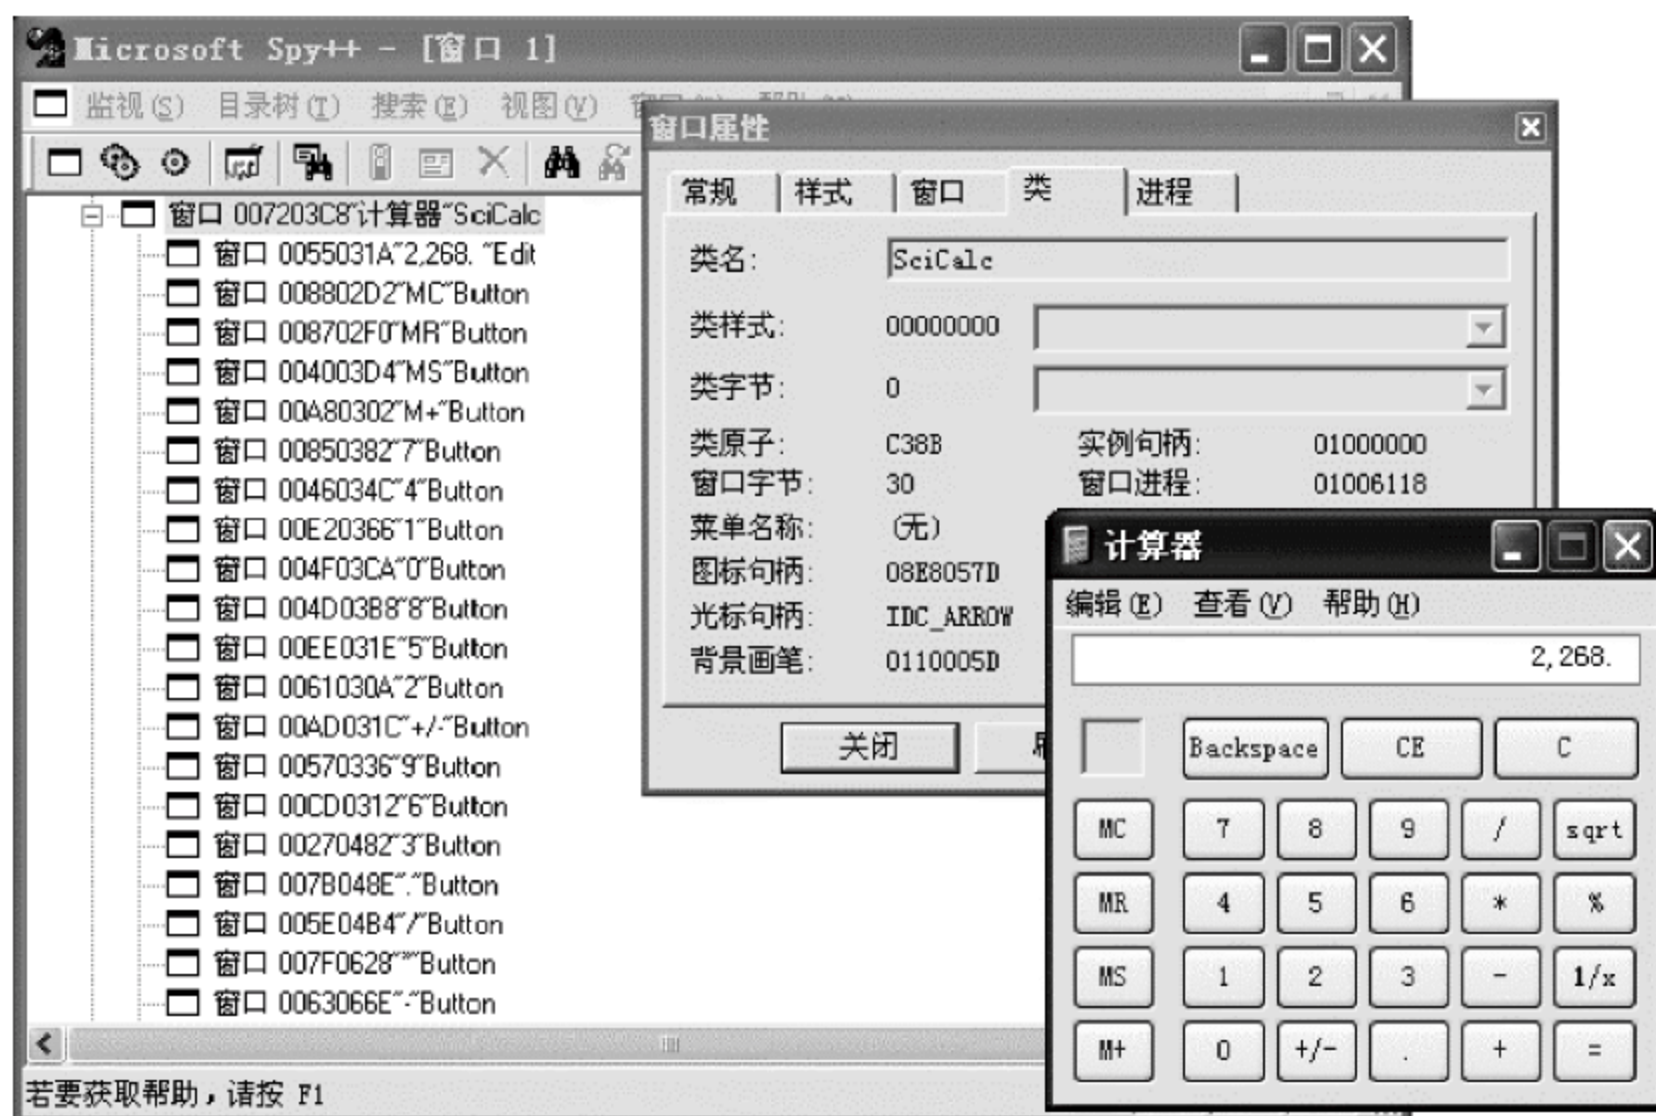 Microsoft Spy++ - [窗口 1]
监视(S) 目录树(T) 搜索(E) 视图(V)
窗口 007203C8"计算器"SciCalc
窗口 0055031A"2,268. "Edit
窗口 008802D2"MC"Button
窗口 008702F0"MR"Button
窗口 004003D4"MS"Button
窗口 00A80302"M+"Button
窗口 00850382"7"Button
窗口 0046034C"4"Button
窗口 00E20366"1"Button
窗口 004F03CA"0"Button
窗口 004D03B8"8"Button
窗口 00EE031E"5"Button
窗口 0061030A"2"Button
窗口 00AD031C"+/-"Button
窗口 00570336"9"Button
窗口 00CD0312"6"Button
窗口 00270482"3"Button
窗口 007B048E"."Button
窗口 005E04B4"/"Button
窗口 007F0628"*"Button
窗口 0063066E"-"Button
若要获取帮助，请按 F1
窗口属性
常规 样式 窗口 类 进程
类名: SciCalc
类样式: 00000000
类字节: 0
类原子: C38B 实例句柄: 01000000
窗口字节: 30 窗口进程: 01006118
菜单名称: (无)
图标句柄: 08E8057D
光标句柄: IDC_ARROW
背景画笔: 0110005D
关闭
计算器
编辑(E) 查看(V) 帮助(H)
2,268.
Backspace CE C
MC 7 8 9 / sqrt
MR 4 5 6 * %
MS 1 2 3 - 1/x
M+ 0 +/- . + =